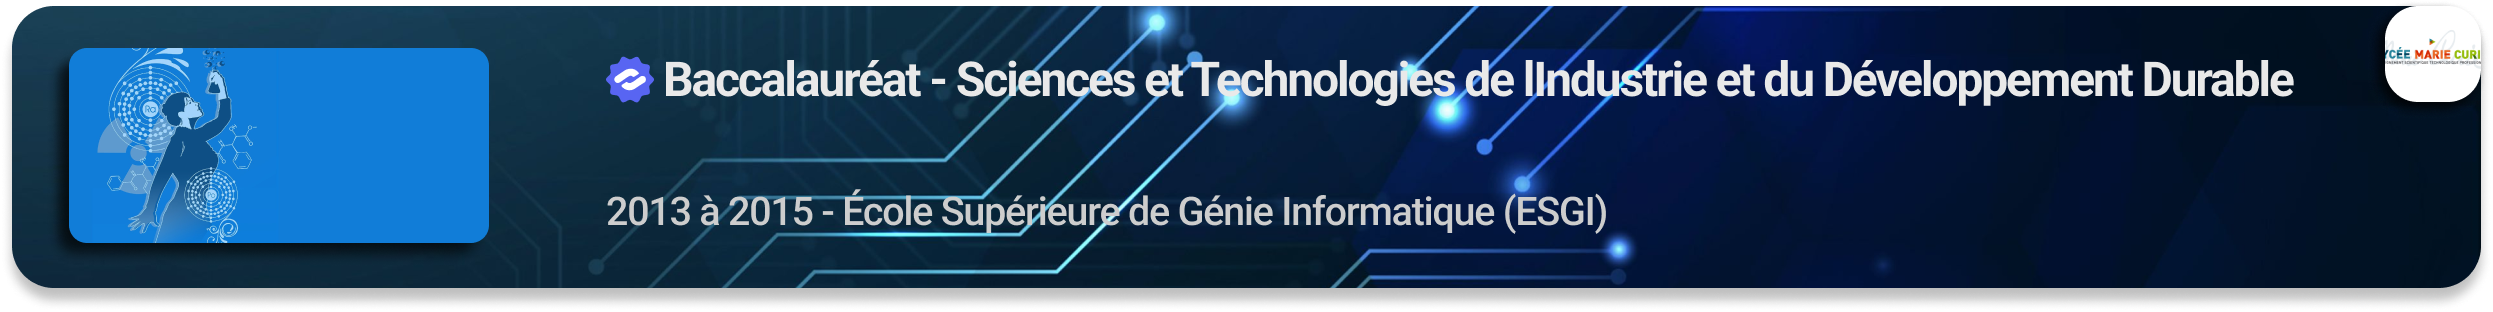 Baccalauréat - Sciences et Technologies de lIndustrie et du Développement Durable
YCÉE MARIE CURI
2013 à 2015 - École Supérieure de Génie Informatique (ESGI)